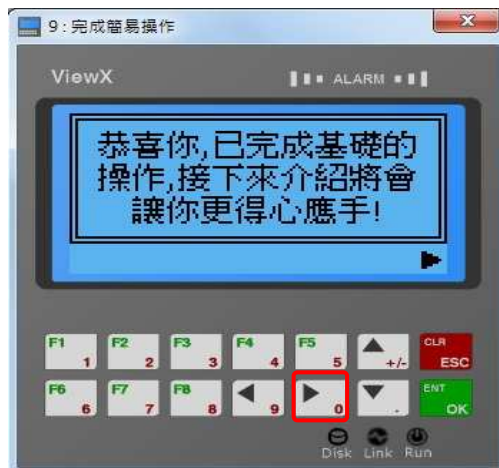 9 : 完成簡易操作
ViewX
ALARM
恭喜你,已完成基礎的
操作,接下來介紹將會
讓你更得心應手!
F1 1 F2 2 F3 3 F4 4 F5 5 +/- CLR ESC
F6 6 F7 7 F8 8 9 0 . ENT OK
Disk Link Run